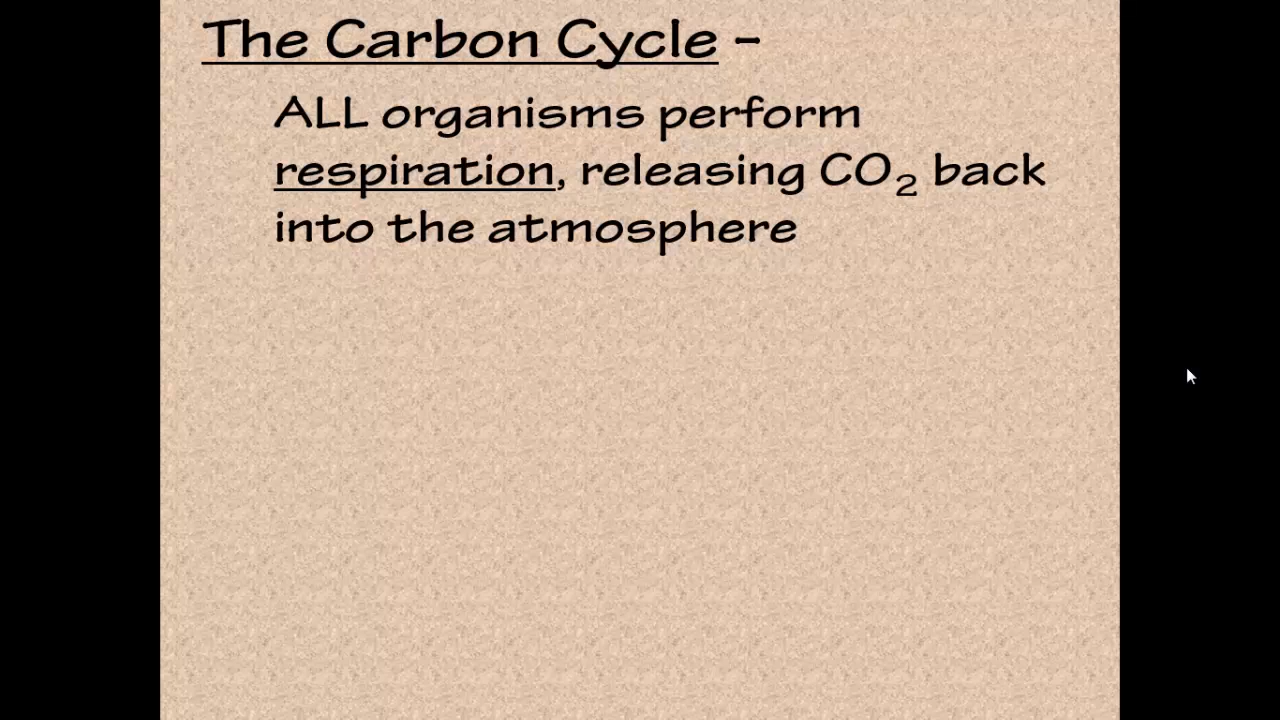 The Carbon Cycle –
ALL organisms perform
respiration, releasing CO₂ back
into the atmosphere